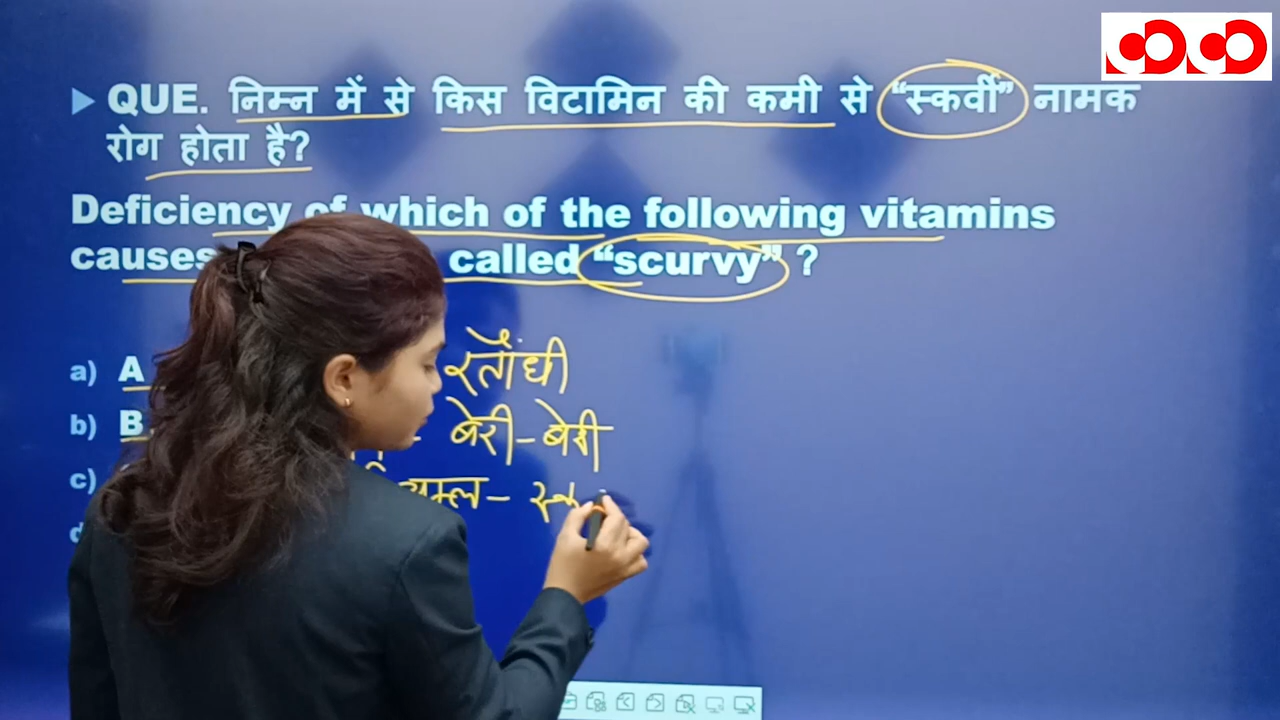 QUE. निम्न में से किस विटामिन की कमी से “स्कर्वी” नामक
रोग होता है?
Deficiency of which of the following vitamins
causes called “scurvy” ?
a) A रतौंधी
b) B बेरी-बेरी
c) अम्ल- स्क
d